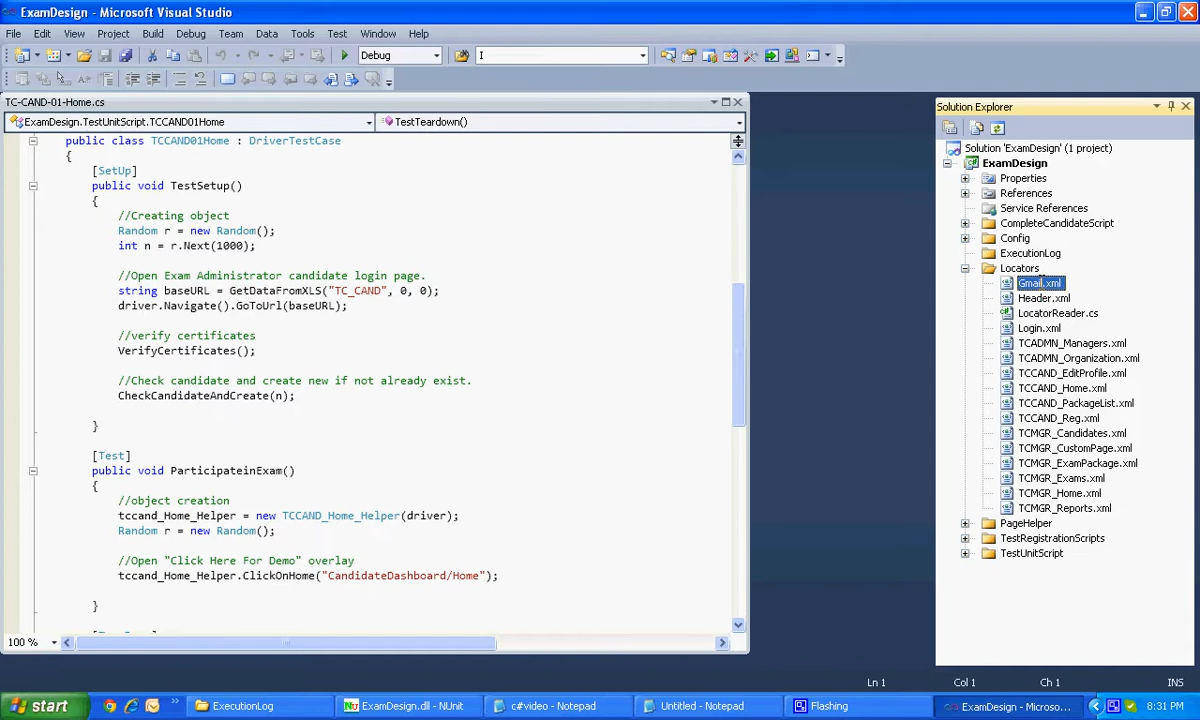 ExamDesign - Microsoft Visual Studio
File Edit View Project Build Debug Team Data Tools Test Window Help
Debug I
TC-CAND-01-Home.cs
ExamDesign.TestUnitScript.TCCAND01Home TestTeardown()
public class TCCAND01Home : DriverTestCase
{
[SetUp]
public void TestSetup()
{
//Creating object
Random r = new Random();
int n = r.Next(1000);
//Open Exam Administrator candidate login page.
string baseURL = GetDataFromXLS("TC_CAND", 0, 0);
driver.Navigate().GoToUrl(baseURL);
//verify certificates
VerifyCertificates();
//Check candidate and create new if not already exist.
CheckCandidateAndCreate(n);
}
[Test]
public void ParticipateinExam()
{
//object creation
tccand_Home_Helper = new TCCAND_Home_Helper(driver);
Random r = new Random();
//Open "Click Here For Demo" overlay
tccand_Home_Helper.ClickOnHome("CandidateDashboard/Home");
}
100 %
Solution Explorer
Solution 'ExamDesign' (1 project)
ExamDesign
Properties
References
Service References
CompleteCandidateScript
Config
ExecutionLog
Locators
Gmail.xml
Header.xml
LocatorReader.cs
Login.xml
TCADMN_Managers.xml
TCADMN_Organization.xml
TCCAND_EditProfile.xml
TCCAND_Home.xml
TCCAND_PackageList.xml
TCCAND_Reg.xml
TCMGR_Candidates.xml
TCMGR_CustomPage.xml
TCMGR_ExamPackage.xml
TCMGR_Exams.xml
TCMGR_Home.xml
TCMGR_Reports.xml
PageHelper
TestRegistrationScripts
TestUnitScript
Ln 1 Col 1 Ch 1 INS
start ExecutionLog ExamDesign.dll - NUnit c#video - Notepad Untitled - Notepad Flashing ExamDesign - Microso... 8:31 PM